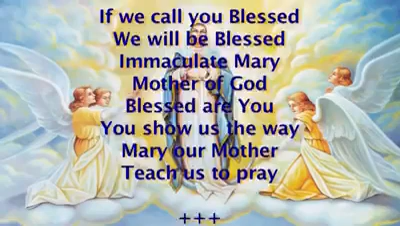 If we call you Blessed
We will be Blessed
Immaculate Mary
Mother of God
Blessed are You
You show us the way
Mary our Mother
Teach us to pray
+++